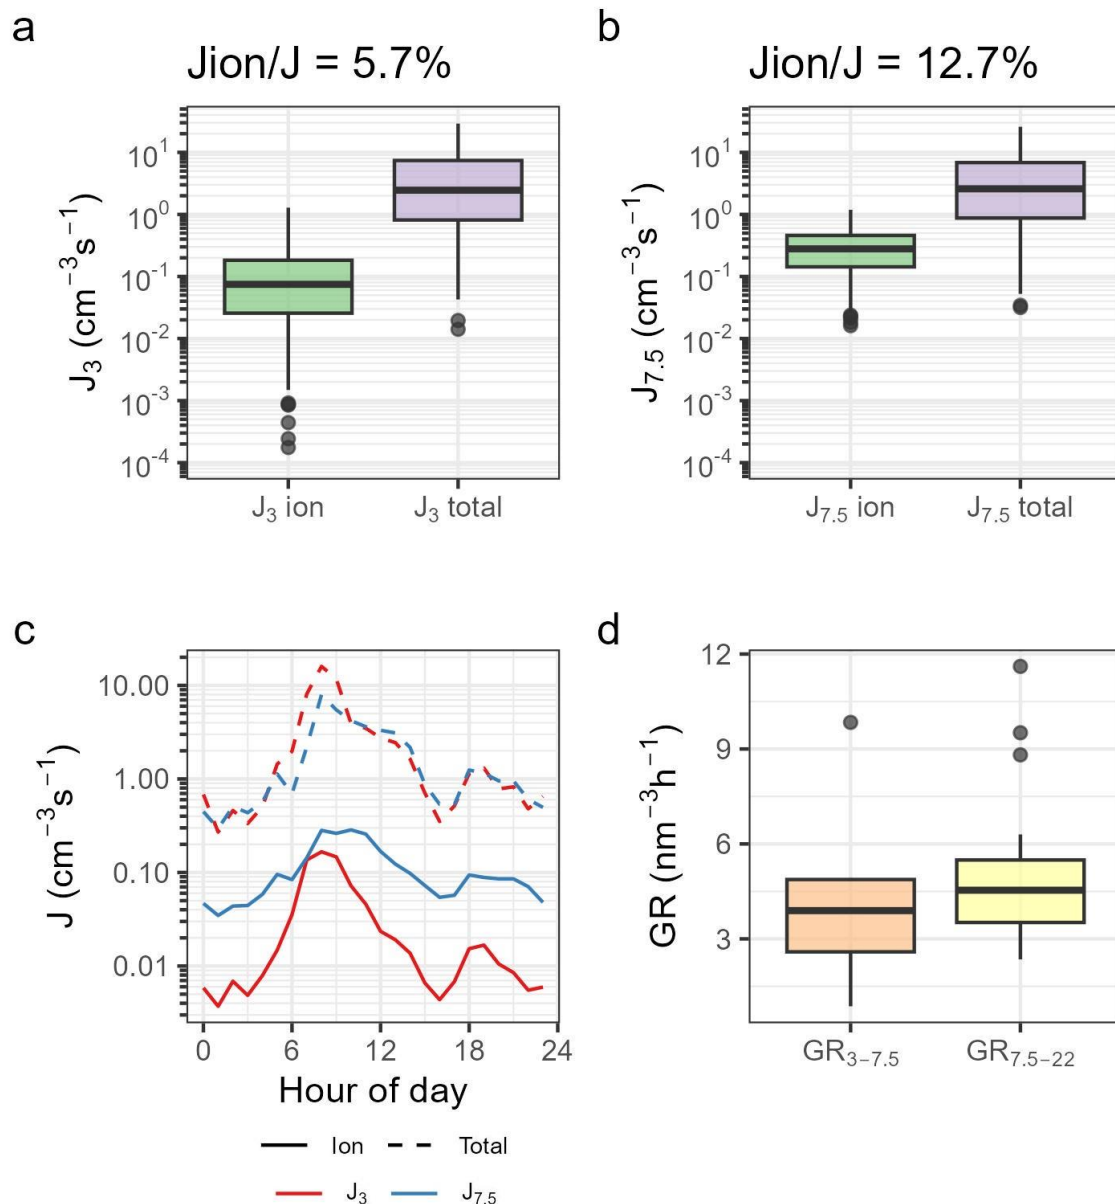 a
Jion/J = 5.7%
J₃ (cm⁻³s⁻¹)
10¹
10⁰
10⁻¹
10⁻²
10⁻³
10⁻⁴
J₃ ion
J₃ total
b
Jion/J = 12.7%
J₇.₅ (cm⁻³s⁻¹)
10¹
10⁰
10⁻¹
10⁻²
10⁻³
10⁻⁴
J₇.₅ ion
J₇.₅ total
c
J (cm⁻³s⁻¹)
10.00
1.00
0.10
0.01
0 6 12 18 24
Hour of day
Ion Total
J₃ J₇.₅
d
GR (nm⁻³h⁻¹)
12
9
6
3
GR₃₋₇.₅
GR₇.₅₋₂₂